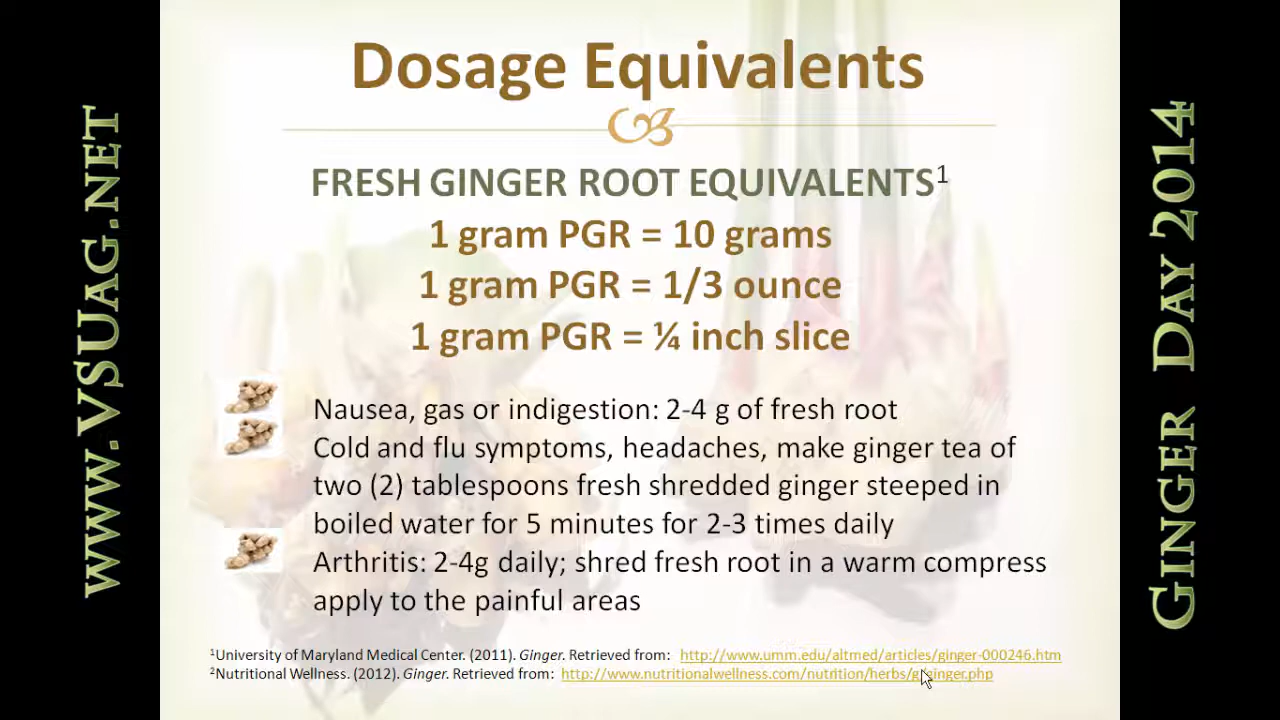 Dosage Equivalents
FRESH GINGER ROOT EQUIVALENTS1
1 gram PGR = 10 grams
1 gram PGR = 1/3 ounce
1 gram PGR = ¼ inch slice
Nausea, gas or indigestion: 2-4 g of fresh root
Cold and flu symptoms, headaches, make ginger tea of
two (2) tablespoons fresh shredded ginger steeped in
boiled water for 5 minutes for 2-3 times daily
Arthritis: 2-4g daily; shred fresh root in a warm compress
apply to the painful areas
1University of Maryland Medical Center. (2011). Ginger. Retrieved from: http://www.umm.edu/altmed/articles/ginger-000246.htm
2Nutritional Wellness. (2012). Ginger. Retrieved from: http://www.nutritionalwellness.com/nutrition/herbs/g/ginger.php
WWW.VSUAG.NET
GINGER DAY 2014